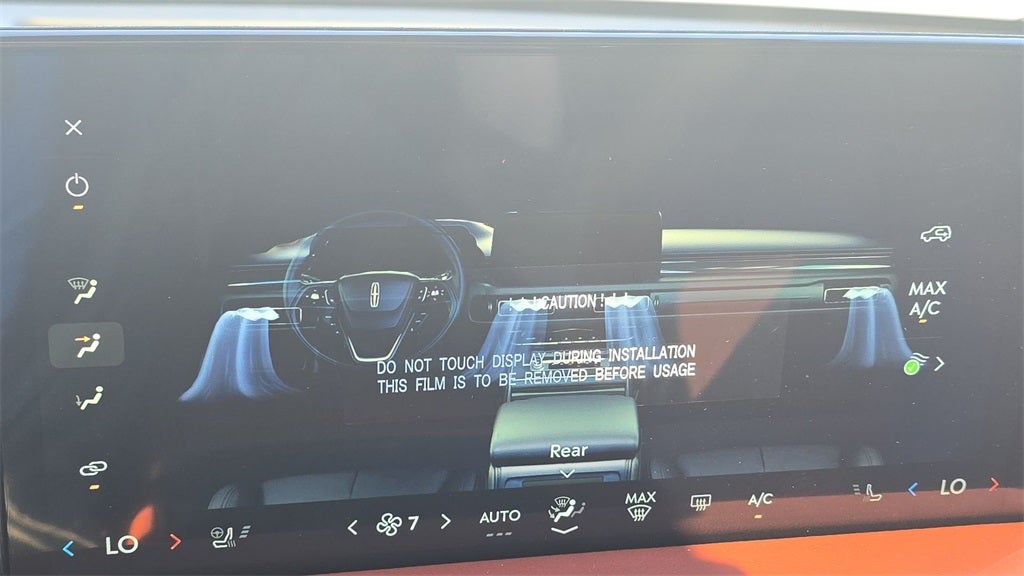 MAX
A/C
! ! !CAUTION! ! !
DO NOT TOUCH DISPLAY DURING INSTALLATION
THIS FILM IS TO BE REMOVED BEFORE USAGE
Rear
LO
7
AUTO
MAX
A/C
LO